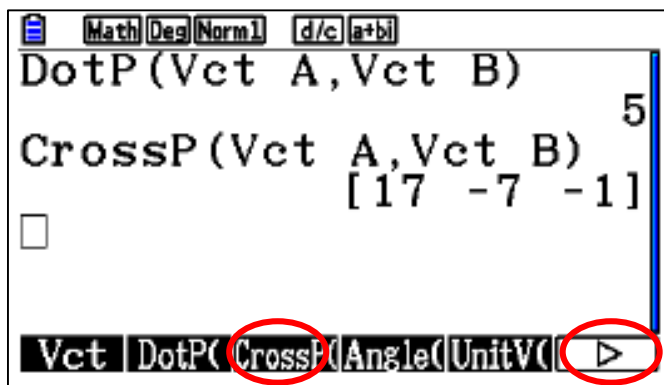 Math Deg Norm1 d/c a+bi
DotP(Vct A,Vct B)
5
CrossP(Vct A,Vct B)
[17 -7 -1]
Vct DotP( CrossP( Angle( UnitV( ▷